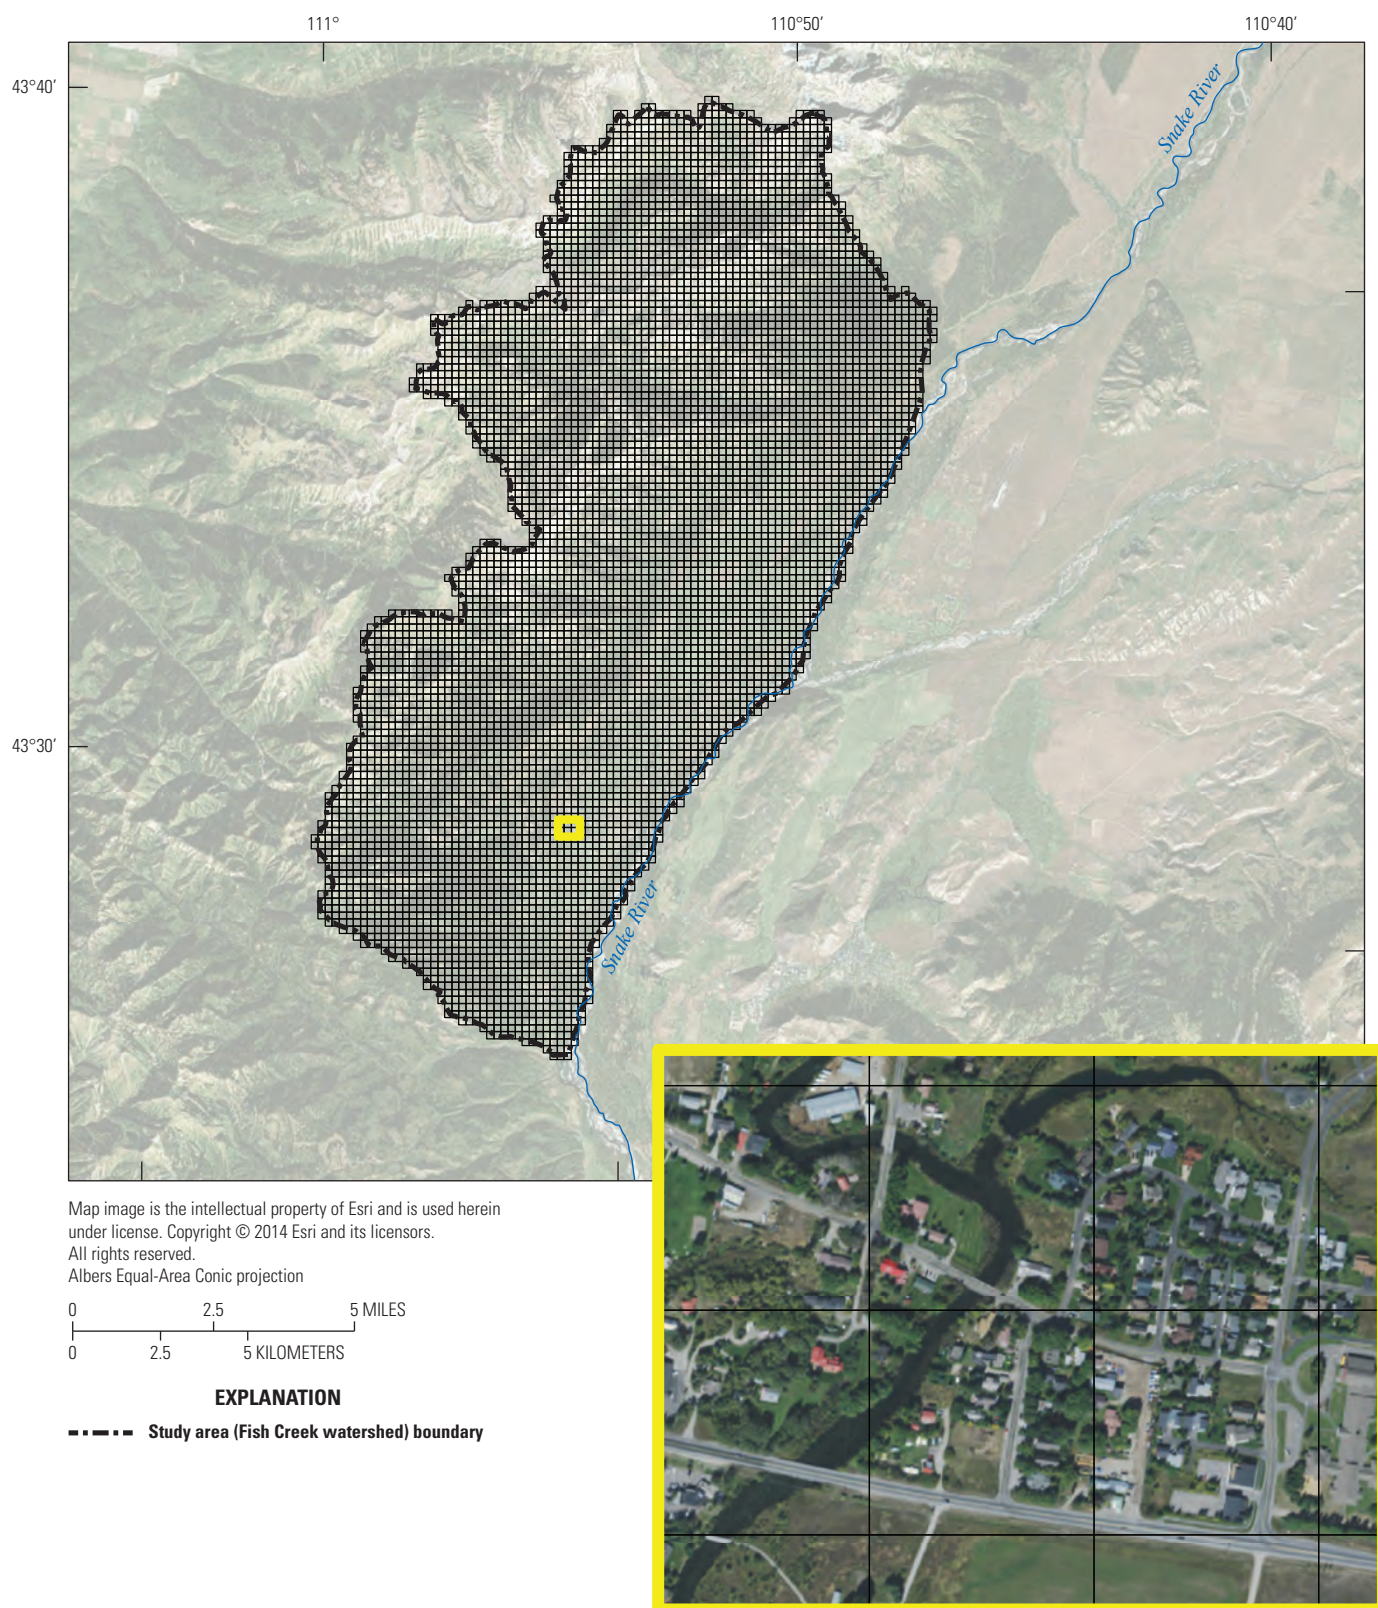 111°
110°50′
110°40′
43°40′
Snake River
43°30′
Snake River
Map image is the intellectual property of Esri and is used herein
under license. Copyright © 2014 Esri and its licensors.
All rights reserved.
Albers Equal-Area Conic projection
0 2.5 5 MILES
0 2.5 5 KILOMETERS
EXPLANATION
Study area (Fish Creek watershed) boundary